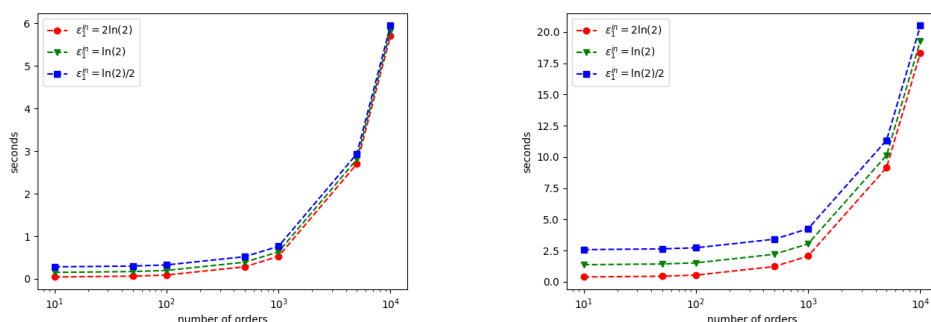 6
5
4
3
2
1
0
seconds
ε₁ⁱⁿ = 2ln(2)
ε₁ⁱⁿ = ln(2)
ε₁ⁱⁿ = ln(2)/2
10¹ 10² 10³ 10⁴
number of orders
20.0
17.5
15.0
12.5
10.0
7.5
5.0
2.5
0.0
seconds
ε₁ⁱⁿ = 2ln(2)
ε₁ⁱⁿ = ln(2)
ε₁ⁱⁿ = ln(2)/2
10¹ 10² 10³ 10⁴
number of orders